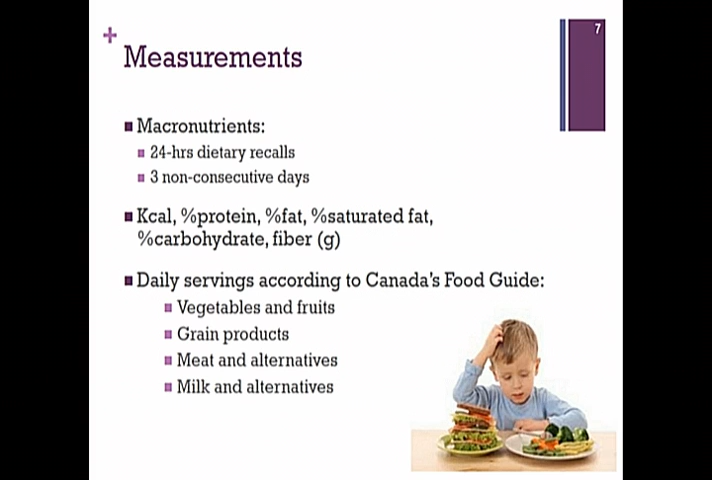 7
+
Measurements
Macronutrients:
24-hrs dietary recalls
3 non-consecutive days
Kcal, %protein, %fat, %saturated fat,
%carbohydrate, fiber (g)
Daily servings according to Canada's Food Guide:
Vegetables and fruits
Grain products
Meat and alternatives
Milk and alternatives